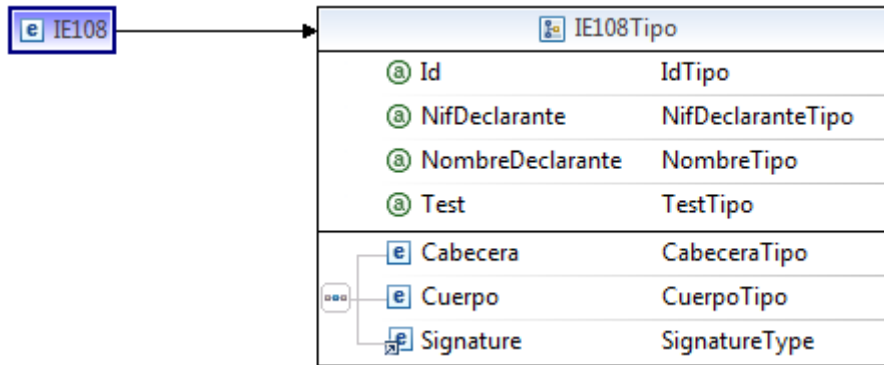 e IE108
IE108Tipo
a Id IdTipo
a NifDeclarante NifDeclaranteTipo
a NombreDeclarante NombreTipo
a Test TestTipo
e Cabecera CabeceraTipo
e Cuerpo CuerpoTipo
e Signature SignatureType